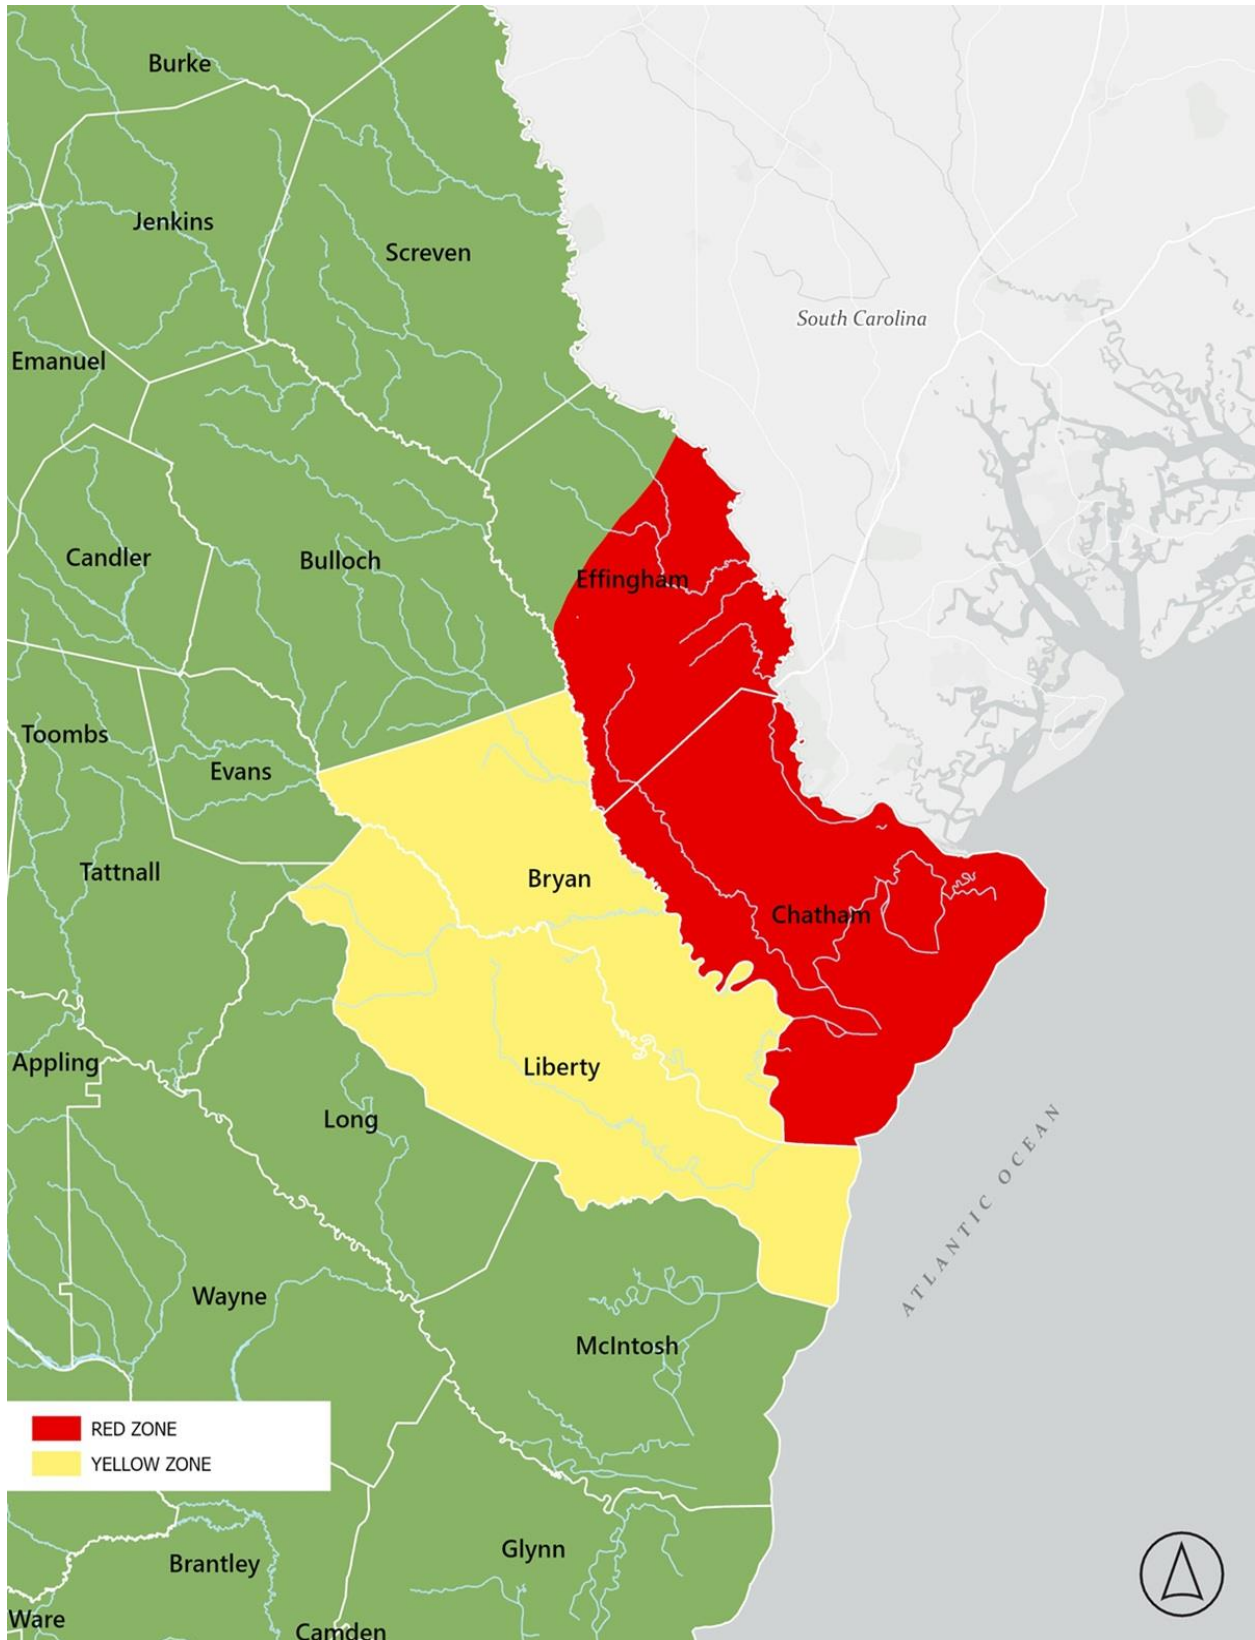 Burke
Jenkins
Screven
South Carolina
Emanuel
Candler
Bulloch
Effingham
Toombs
Evans
Tattnall
Bryan
Chatham
Appling
Liberty
Long
ATLANTIC OCEAN
Wayne
McIntosh
RED ZONE
YELLOW ZONE
Glynn
Brantley
Ware
Camden